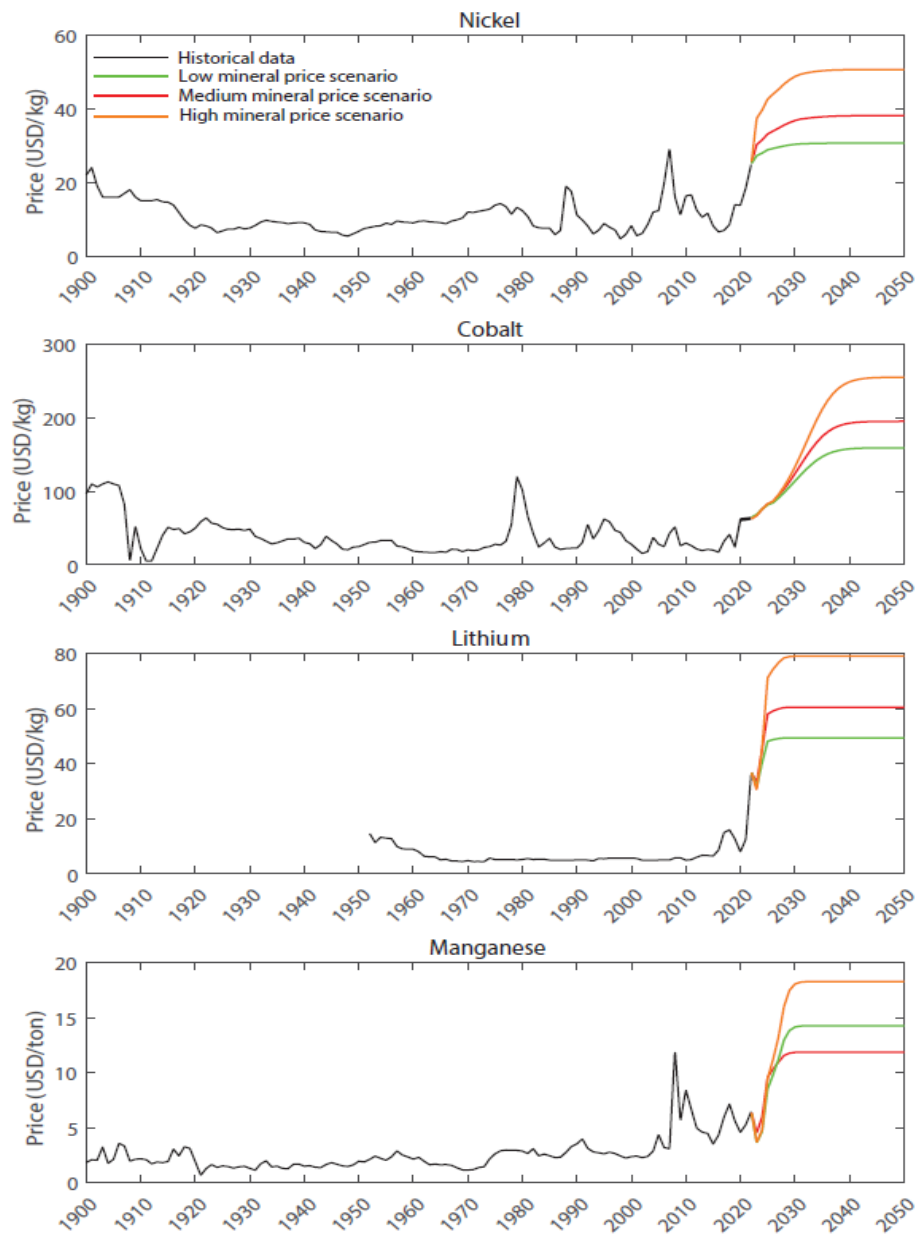 Nickel
Price (USD/kg)
60
40
20
0
Historical data
Low mineral price scenario
Medium mineral price scenario
High mineral price scenario
1900 1910 1920 1930 1940 1950 1960 1970 1980 1990 2000 2010 2020 2030 2040 2050
Cobalt
Price (USD/kg)
300
200
100
0
1900 1910 1920 1930 1940 1950 1960 1970 1980 1990 2000 2010 2020 2030 2040 2050
Lithium
Price (USD/kg)
80
60
40
20
0
1900 1910 1920 1930 1940 1950 1960 1970 1980 1990 2000 2010 2020 2030 2040 2050
Manganese
Price (USD/ton)
20
15
10
5
0
1900 1910 1920 1930 1940 1950 1960 1970 1980 1990 2000 2010 2020 2030 2040 2050